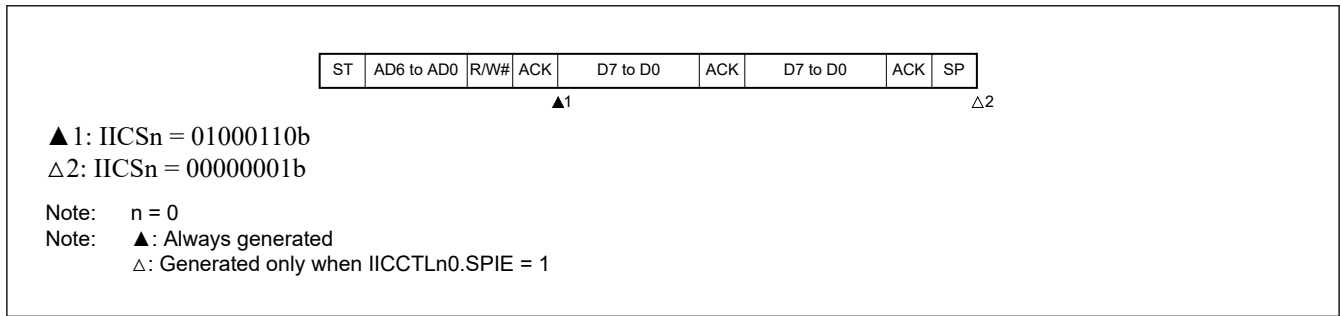 ST AD6 to AD0 R/W# ACK D7 to D0 ACK D7 to D0 ACK SP
▲1 △2
▲1: IICSn = 01000110b
△2: IICSn = 00000001b
Note: n = 0
Note: ▲: Always generated
△: Generated only when IICCTLn0.SPIE = 1